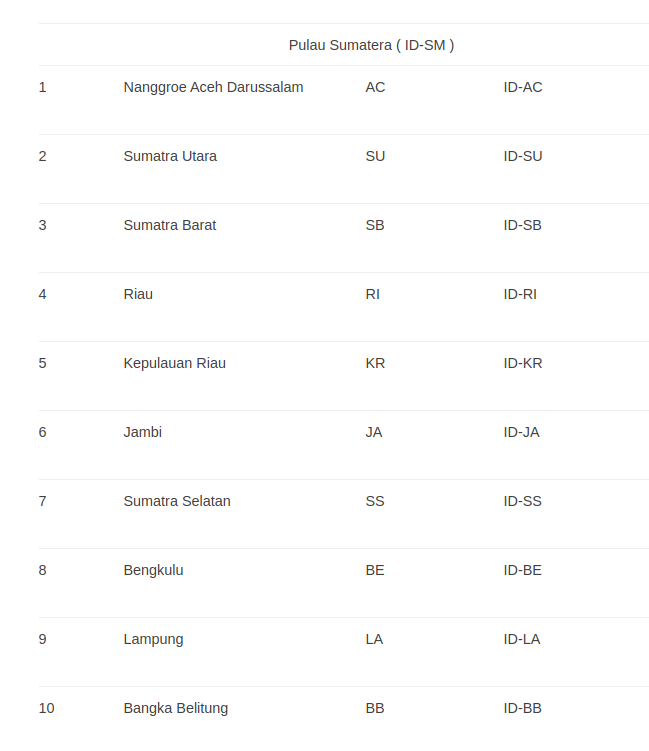 Pulau Sumatera ( ID-SM )
1 Nanggroe Aceh Darussalam AC ID-AC
2 Sumatra Utara SU ID-SU
3 Sumatra Barat SB ID-SB
4 Riau RI ID-RI
5 Kepulauan Riau KR ID-KR
6 Jambi JA ID-JA
7 Sumatra Selatan SS ID-SS
8 Bengkulu BE ID-BE
9 Lampung LA ID-LA
10 Bangka Belitung BB ID-BB